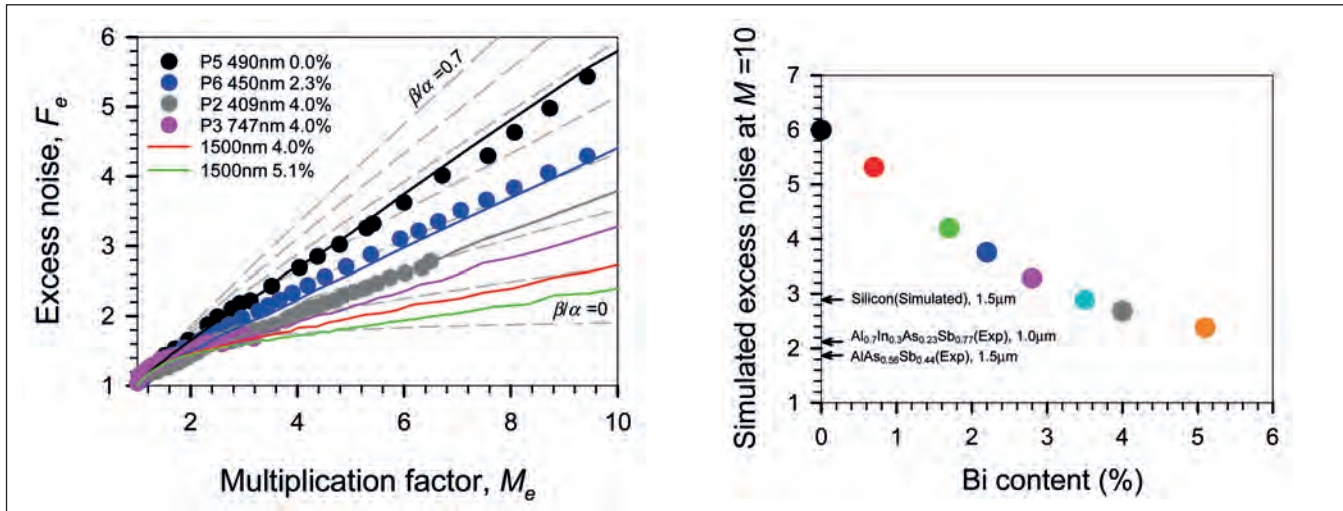 6
5
4
3
2
1
Excess noise, Fₑ
P5 490nm 0.0%
P6 450nm 2.3%
P2 409nm 4.0%
P3 747nm 4.0%
1500nm 4.0%
1500nm 5.1%
β/α =0.7
β/α =0
2 4 6 8 10
Multiplication factor, Mₑ
7
6
5
4
3
2
1
Simulated excess noise at M =10
Silicon(Simulated), 1.5μm
Al₀.₇In₀.₃As₀.₂₃Sb₀.₇₇(Exp), 1.0μm
AlAs₀.₅₆Sb₀.₄₄(Exp), 1.5μm
0 1 2 3 4 5 6
Bi content (%)